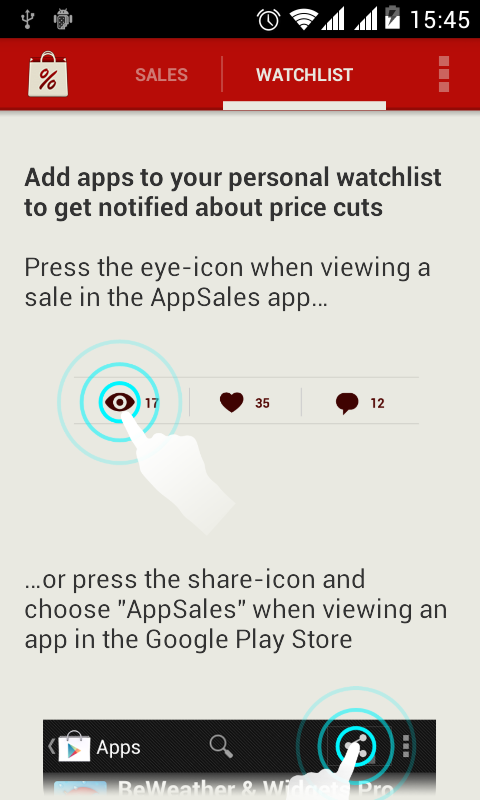 15:45
%
SALES
WATCHLIST
Add apps to your personal watchlist
to get notified about price cuts
Press the eye-icon when viewing a
sale in the AppSales app...
17
35
12
...or press the share-icon and
choose "AppSales" when viewing an
app in the Google Play Store
Apps
BeWeather & Widgets Pro